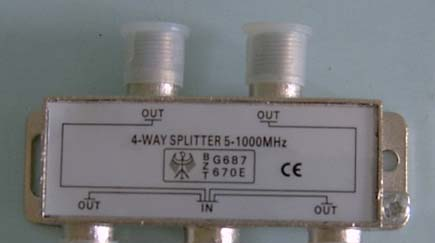 OUT OUT
4-WAY SPLITTER 5-1000MHz
BZT G687 670E CE
OUT IN OUT